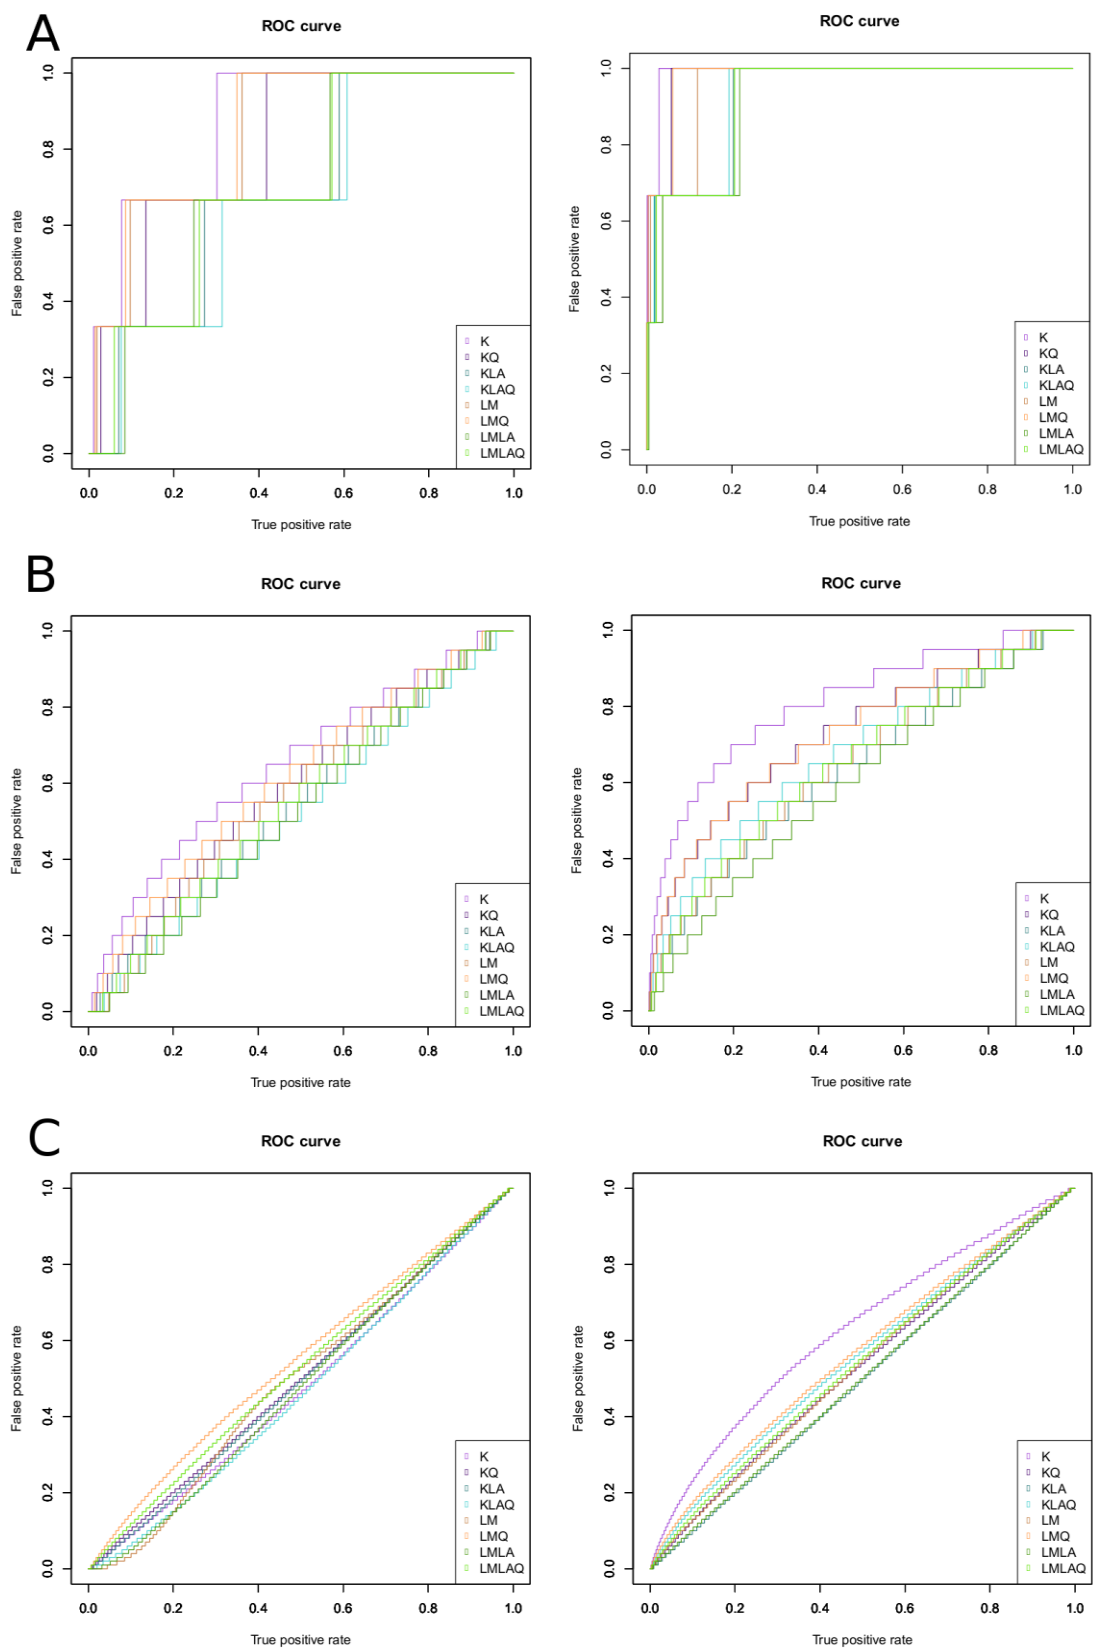 A
ROC curve
ROC curve
1.0
0.8
0.6
0.4
0.2
0.0
False positive rate
K
KQ
KLA
KLAQ
LM
LMQ
LMLA
LMLAQ
0.0 0.2 0.4 0.6 0.8 1.0
True positive rate
1.0
0.8
0.6
0.4
0.2
0.0
False positive rate
K
KQ
KLA
KLAQ
LM
LMQ
LMLA
LMLAQ
0.0 0.2 0.4 0.6 0.8 1.0
True positive rate
B
ROC curve
ROC curve
1.0
0.8
0.6
0.4
0.2
0.0
False positive rate
K
KQ
KLA
KLAQ
LM
LMQ
LMLA
LMLAQ
0.0 0.2 0.4 0.6 0.8 1.0
True positive rate
1.0
0.8
0.6
0.4
0.2
0.0
False positive rate
K
KQ
KLA
KLAQ
LM
LMQ
LMLA
LMLAQ
0.0 0.2 0.4 0.6 0.8 1.0
True positive rate
C
ROC curve
ROC curve
1.0
0.8
0.6
0.4
0.2
0.0
False positive rate
K
KQ
KLA
KLAQ
LM
LMQ
LMLA
LMLAQ
0.0 0.2 0.4 0.6 0.8 1.0
True positive rate
1.0
0.8
0.6
0.4
0.2
0.0
False positive rate
K
KQ
KLA
KLAQ
LM
LMQ
LMLA
LMLAQ
0.0 0.2 0.4 0.6 0.8 1.0
True positive rate